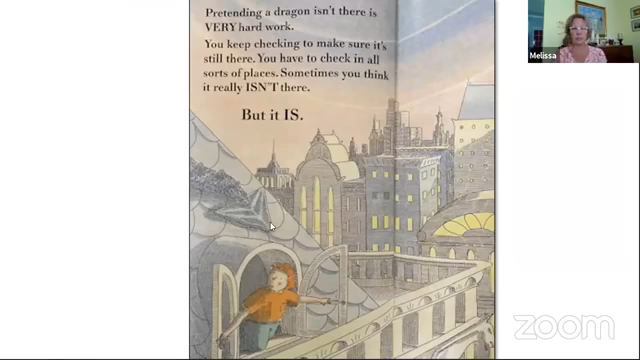 Pretending a dragon isn't there is
VERY hard work.
You keep checking to make sure it's
still there. You have to check in all
sorts of places. Sometimes you think
it really ISN'T there.
But it IS.
Melissa
zoom